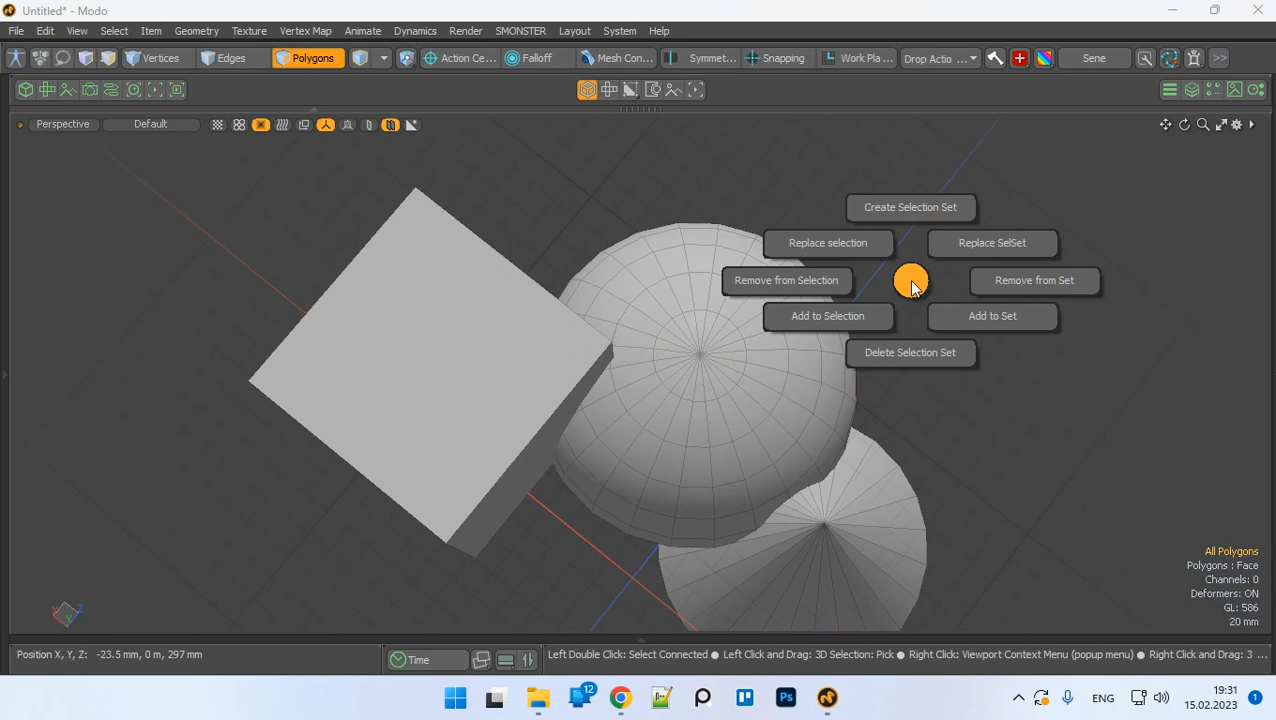 Untitled* - Modo
File Edit View Select Item Geometry Texture Vertex Map Animate Dynamics Render SMONSTER Layout System Help
Vertices Edges Polygons Action Ce... Falloff Mesh Con... Symmet... Snapping Work Pla ... Drop Actio ... Sene >>
Perspective Default
Create Selection Set
Replace selection Replace SelSet
Remove from Selection Remove from Set
Add to Selection Add to Set
Delete Selection Set
All Polygons
Polygons : Face
Channels: 0
Deformers: ON
GL: 586
20 mm
X Y Z
Position X, Y, Z: -23.5 mm, 0 m, 297 mm Time Left Double Click: Select Connected ● Left Click and Drag: 3D Selection: Pick ● Right Click: Viewport Context Menu (popup menu) ● Right Click and Drag: 3 ...
12 Ps ENG 19:31 1
15.02.2023